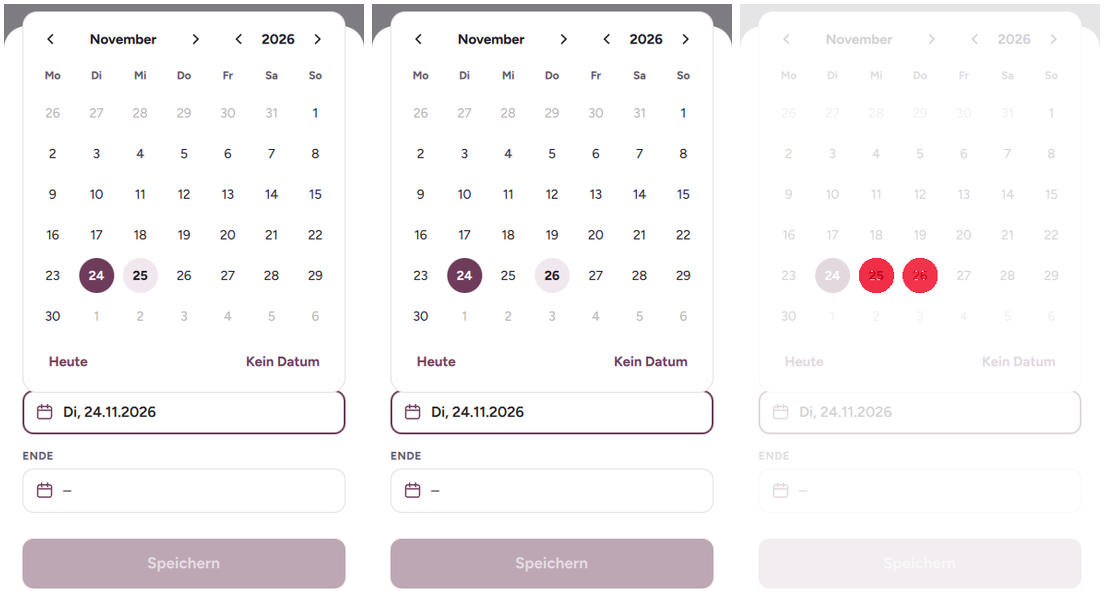 November 2026
Mo Di Mi Do Fr Sa So
26 27 28 29 30 31 1
2 3 4 5 6 7 8
9 10 11 12 13 14 15
16 17 18 19 20 21 22
23 24 25 26 27 28 29
30 1 2 3 4 5 6
Heute Kein Datum
Di, 24.11.2026
ENDE
–
Speichern
November 2026
Mo Di Mi Do Fr Sa So
26 27 28 29 30 31 1
2 3 4 5 6 7 8
9 10 11 12 13 14 15
16 17 18 19 20 21 22
23 24 25 26 27 28 29
30 1 2 3 4 5 6
Heute Kein Datum
Di, 24.11.2026
ENDE
–
Speichern
November 2026
Mo Di Mi Do Fr Sa So
26 27 28 29 30 31 1
2 3 4 5 6 7 8
9 10 11 12 13 14 15
16 17 18 19 20 21 22
23 24 25 26 27 28 29
30 1 2 3 4 5 6
Heute Kein Datum
Di, 24.11.2026
ENDE
–
Speichern